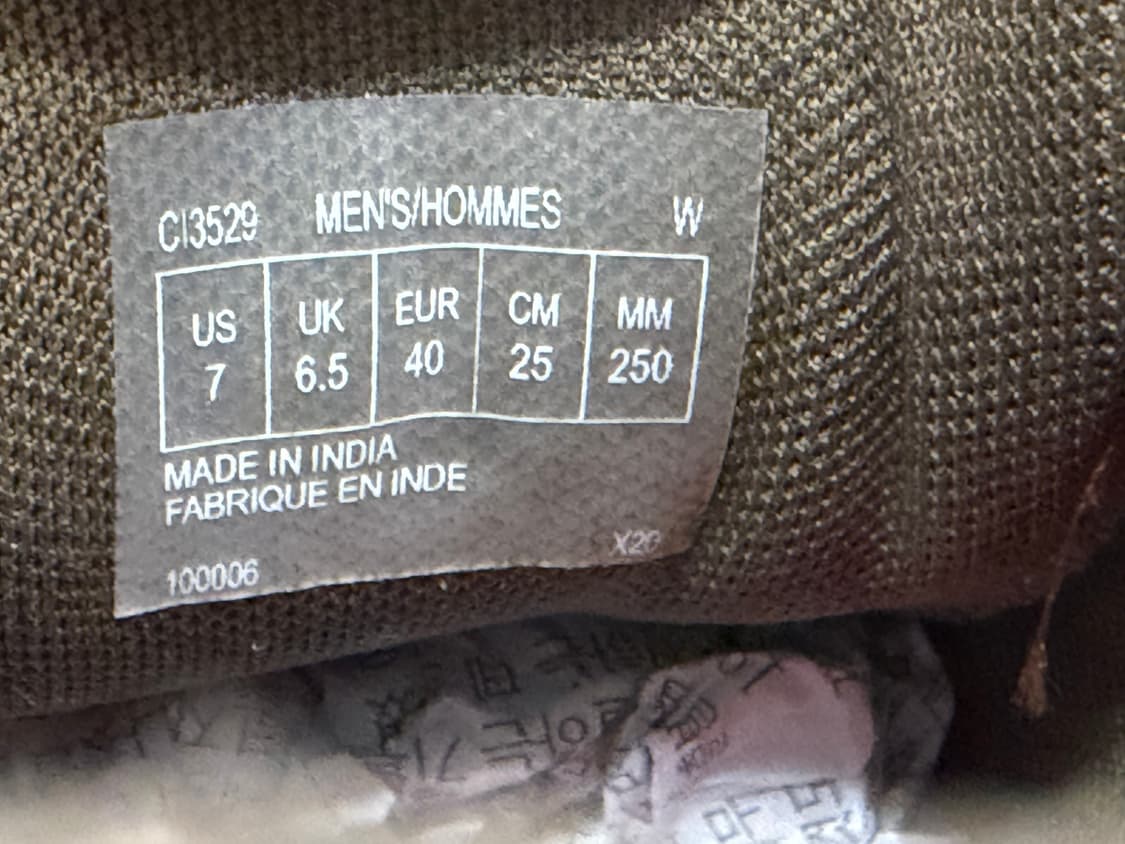 CI3529 MEN'S/HOMMES W
US UK EUR CM MM
7 6.5 40 25 250
MADE IN INDIA
FABRIQUE EN INDE
100006